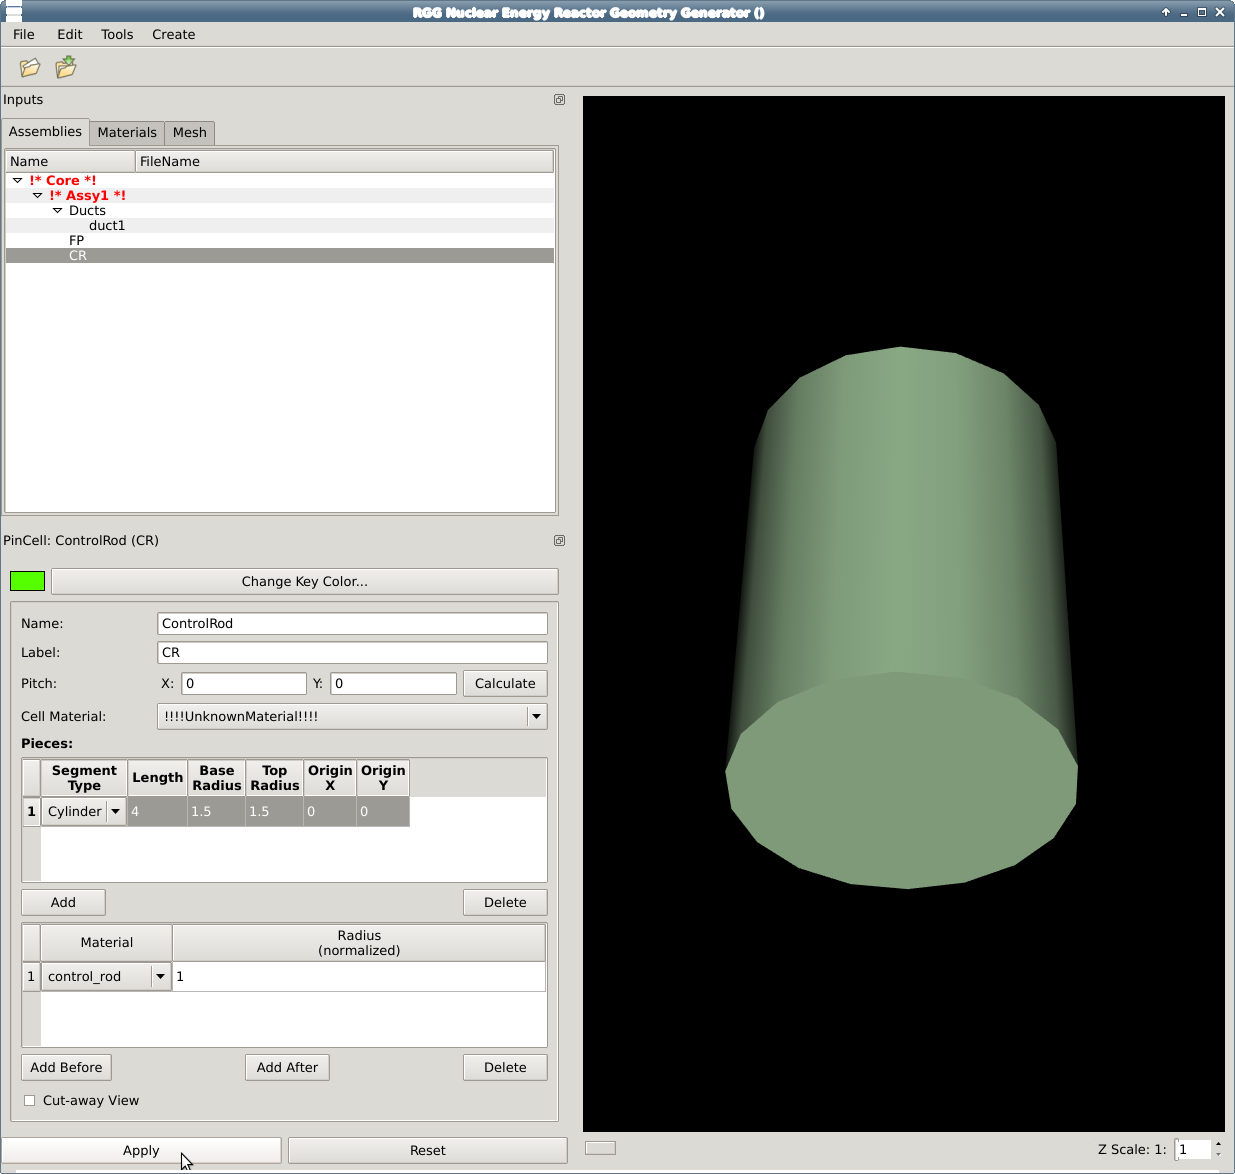 RGG Nuclear Energy Reactor Geometry Generator ()
File Edit Tools Create
Inputs
Assemblies Materials Mesh
Name FileName
!* Core *!
!* Assy1 *!
Ducts
duct1
FP
CR
PinCell: ControlRod (CR)
Change Key Color...
Name: ControlRod
Label: CR
Pitch: X: 0 Y: 0 Calculate
Cell Material: !!!!UnknownMaterial!!!!
Pieces:
Segment Type Length Base Radius Top Radius Origin X Origin Y
1 Cylinder 4 1.5 1.5 0 0
Add Delete
Material Radius (normalized)
1 control_rod 1
Add Before Add After Delete
Cut-away View
Apply Reset
Z Scale: 1: 1